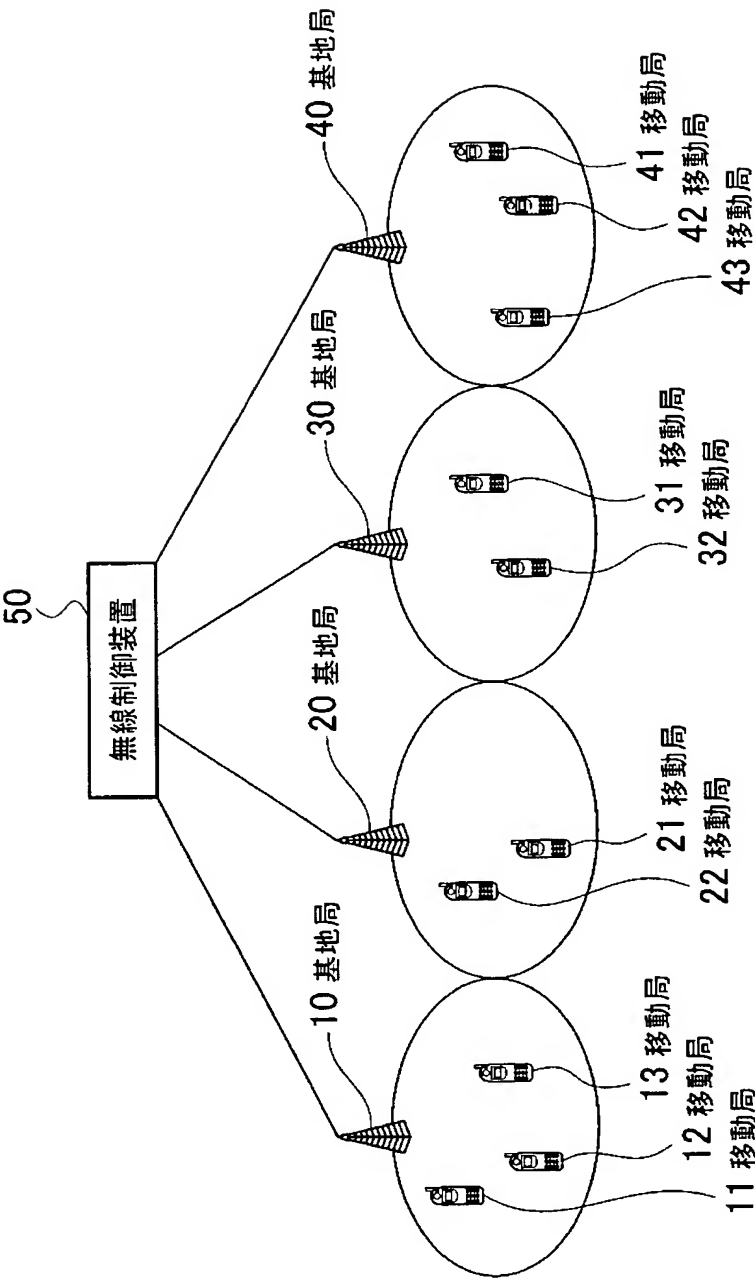 50
無線制御装置
10 基地局
20 基地局
30 基地局
40 基地局
11 移動局
12 移動局
13 移動局
22 移動局
21 移動局
32 移動局
31 移動局
43 移動局
42 移動局
41 移動局